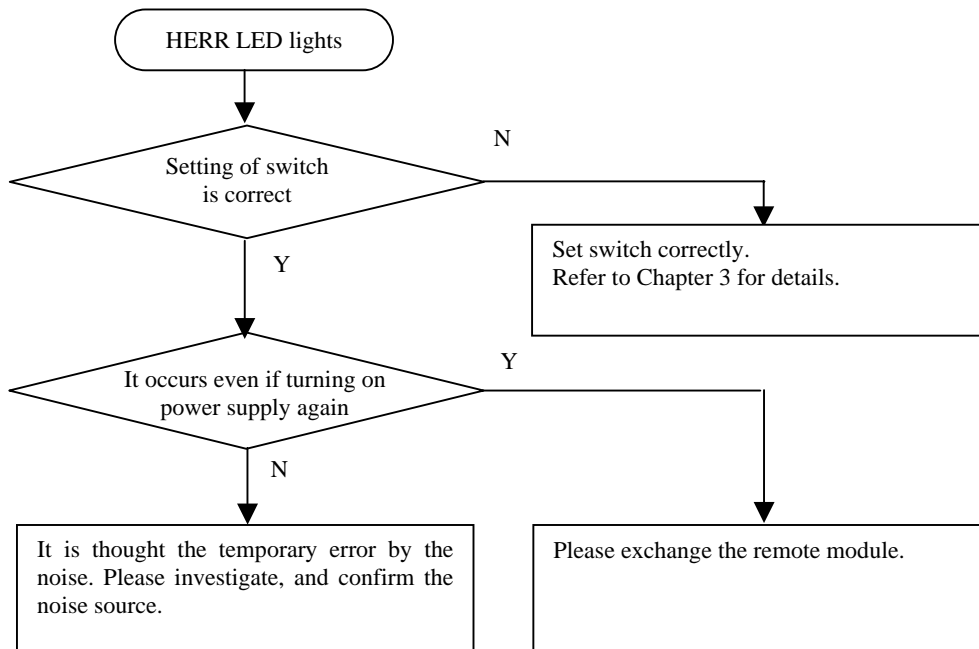 HERR LED lights
N
Setting of switch
is correct
Set switch correctly.
Refer to Chapter 3 for details.
Y
Y
It occurs even if turning on
power supply again
N
It is thought the temporary error by the
noise. Please investigate, and confirm the
noise source.
Please exchange the remote module.